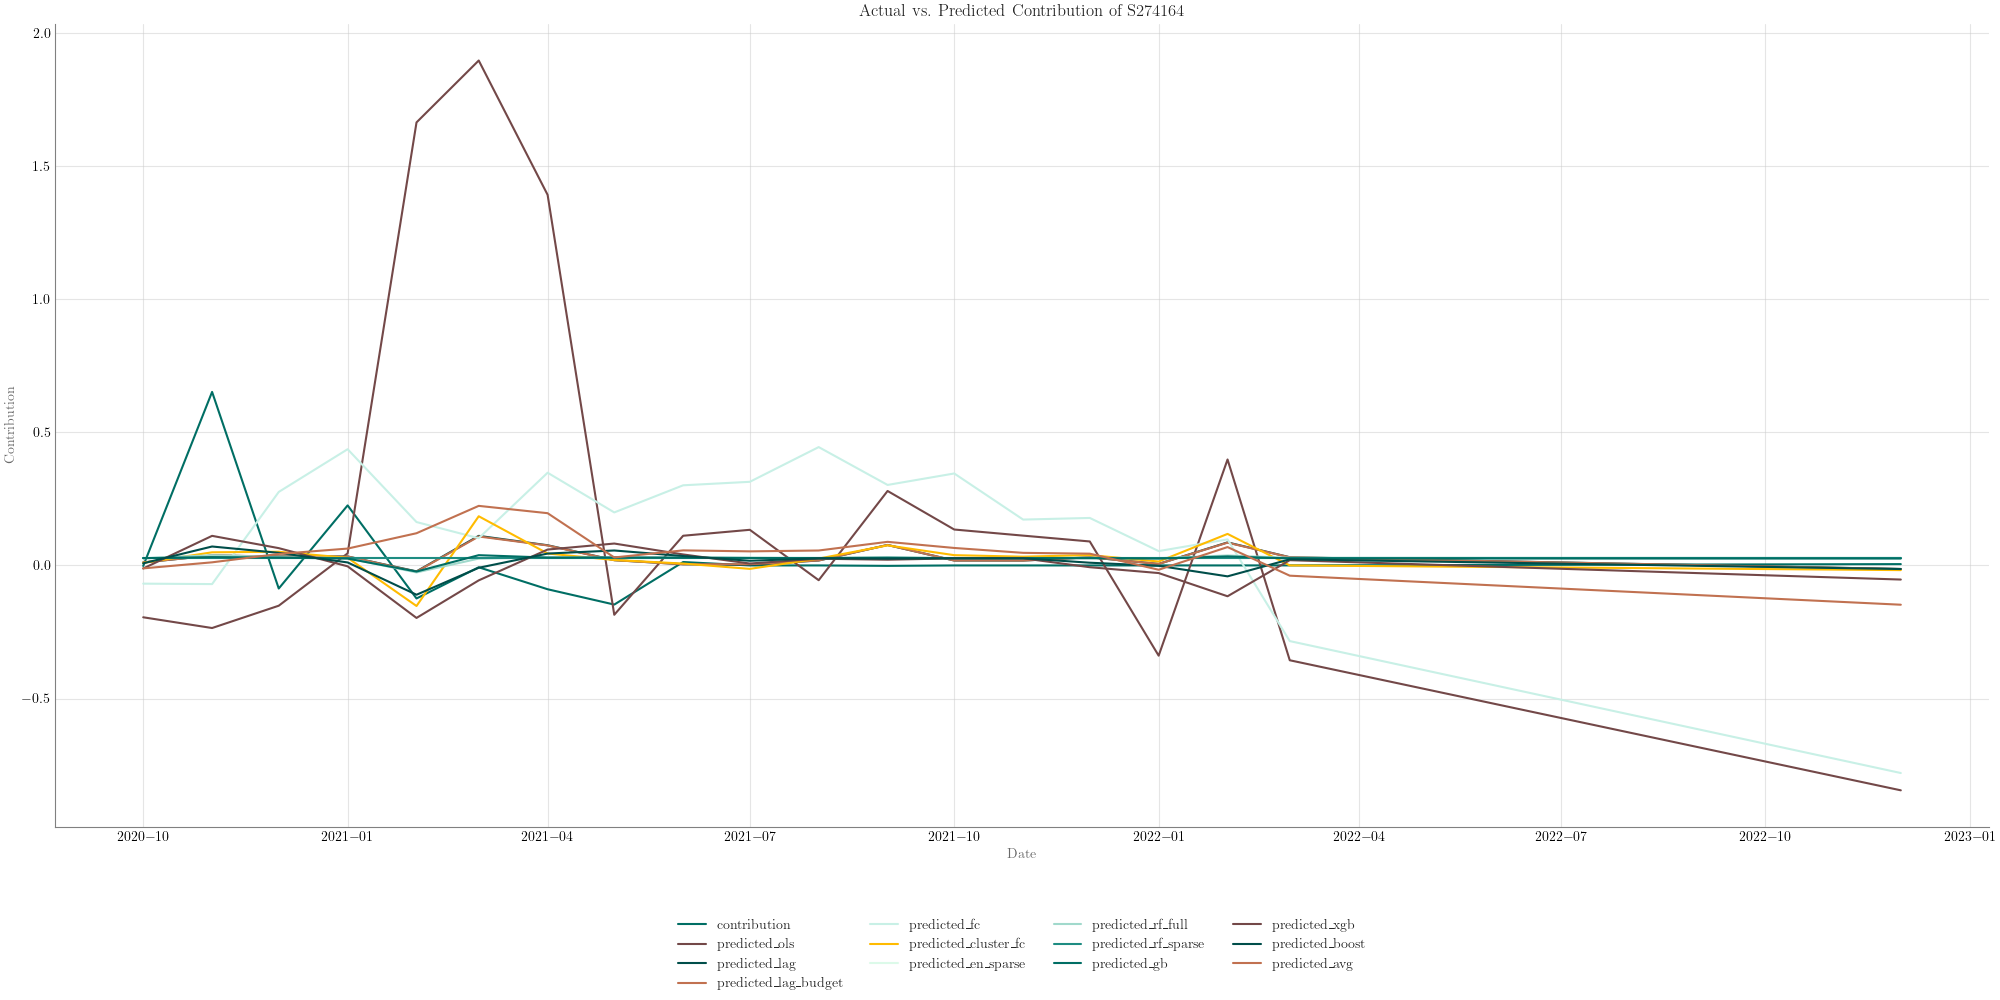 Actual vs. Predicted Contribution of S274164
2.0
1.5
1.0
0.5
0.0
−0.5
Contribution
2020−10 2021−01 2021−04 2021−07 2021−10 2022−01 2022−04 2022−07 2022−10 2023−01
Date
contribution predicted_fc predicted_rf_full predicted_xgb
predicted_ols predicted_cluster_fc predicted_rf_sparse predicted_boost
predicted_lag predicted_en_sparse predicted_gb predicted_avg
predicted_lag_budget